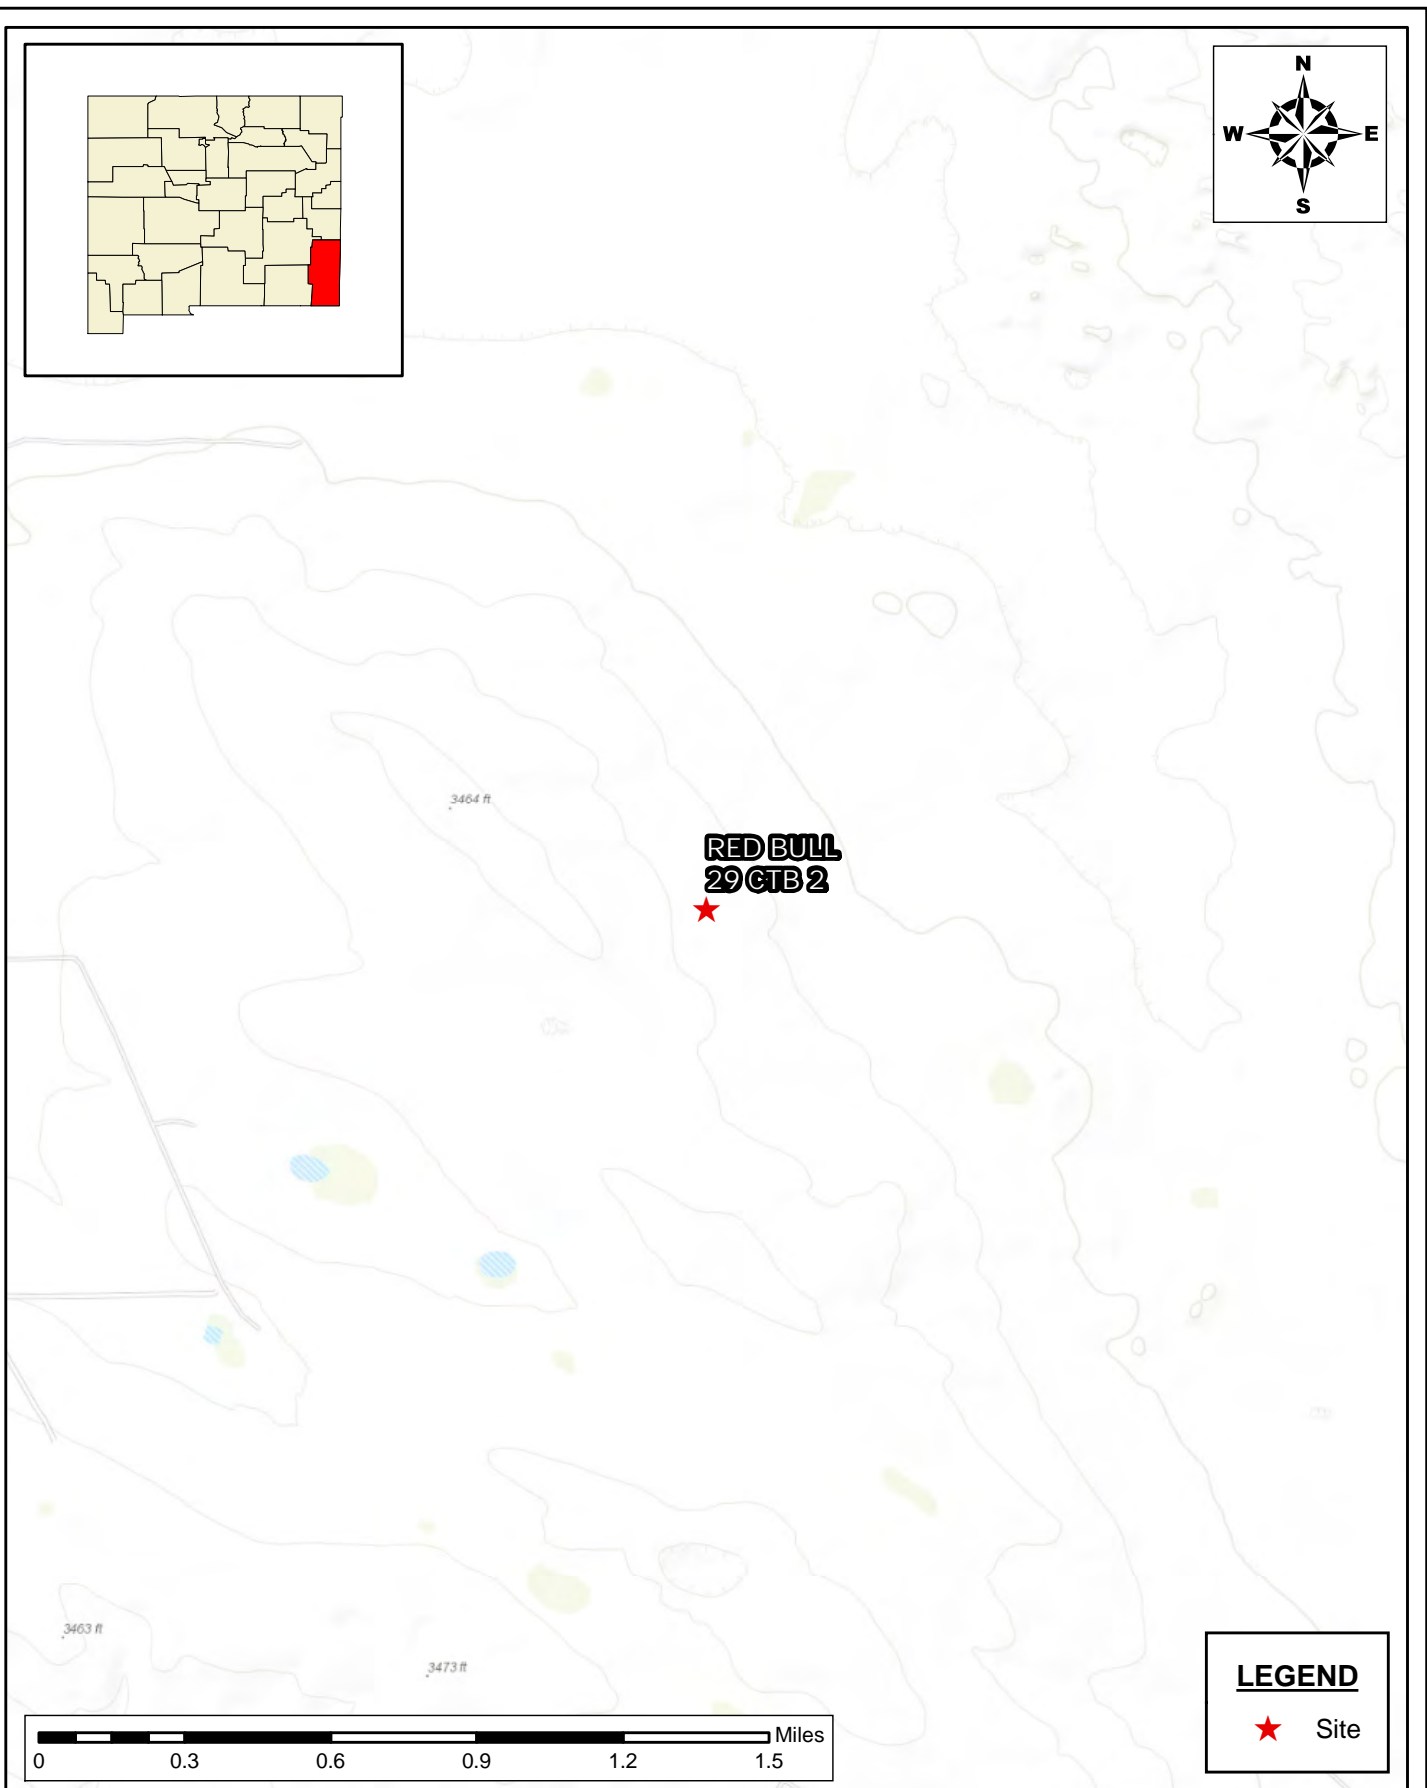 N
W E
S
3464 ft
RED BULL
29 CTB 2
3463 ft
3473 ft
LEGEND
Site
Miles
0 0.3 0.6 0.9 1.2 1.5